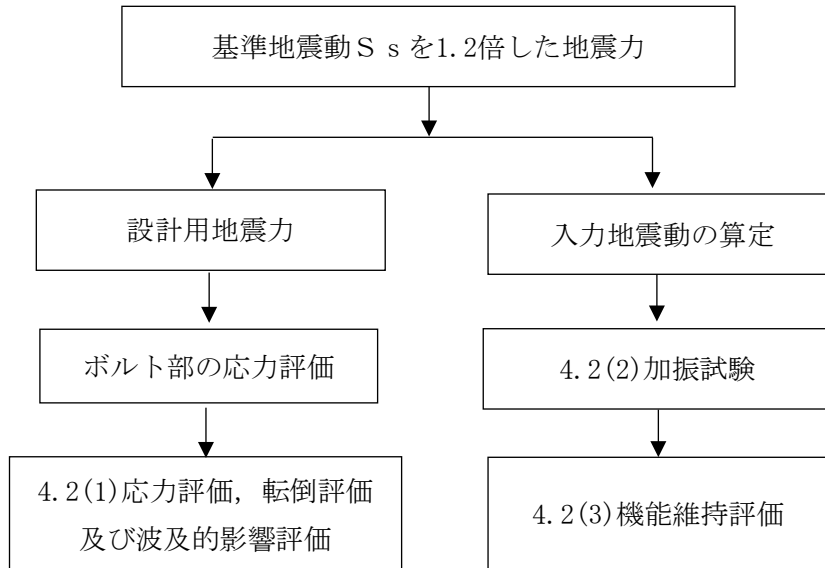 基準地震動Ｓｓを1.2倍した地震力
設計用地震力
入力地震動の算定
ボルト部の応力評価
4.2(2)加振試験
4.2(1)応力評価，転倒評価
及び波及的影響評価
4.2(3)機能維持評価